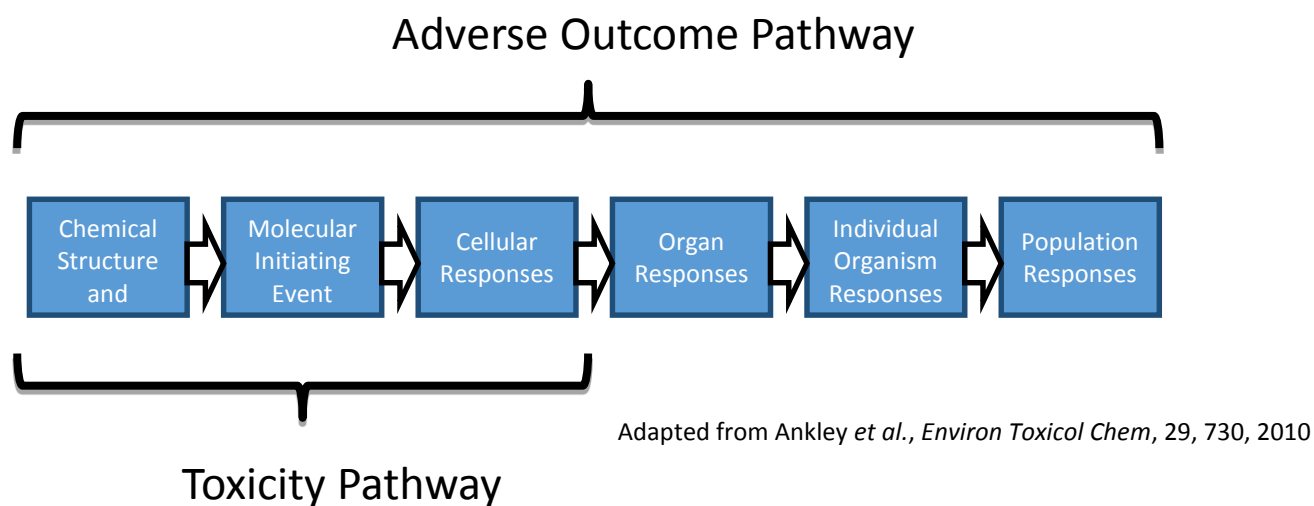 Adverse Outcome Pathway
Chemical
Structure
and
Molecular
Initiating
Event
Cellular
Responses
Organ
Responses
Individual
Organism
Responses
Population
Responses
Adapted from Ankley et al., Environ Toxicol Chem, 29, 730, 2010
Toxicity Pathway